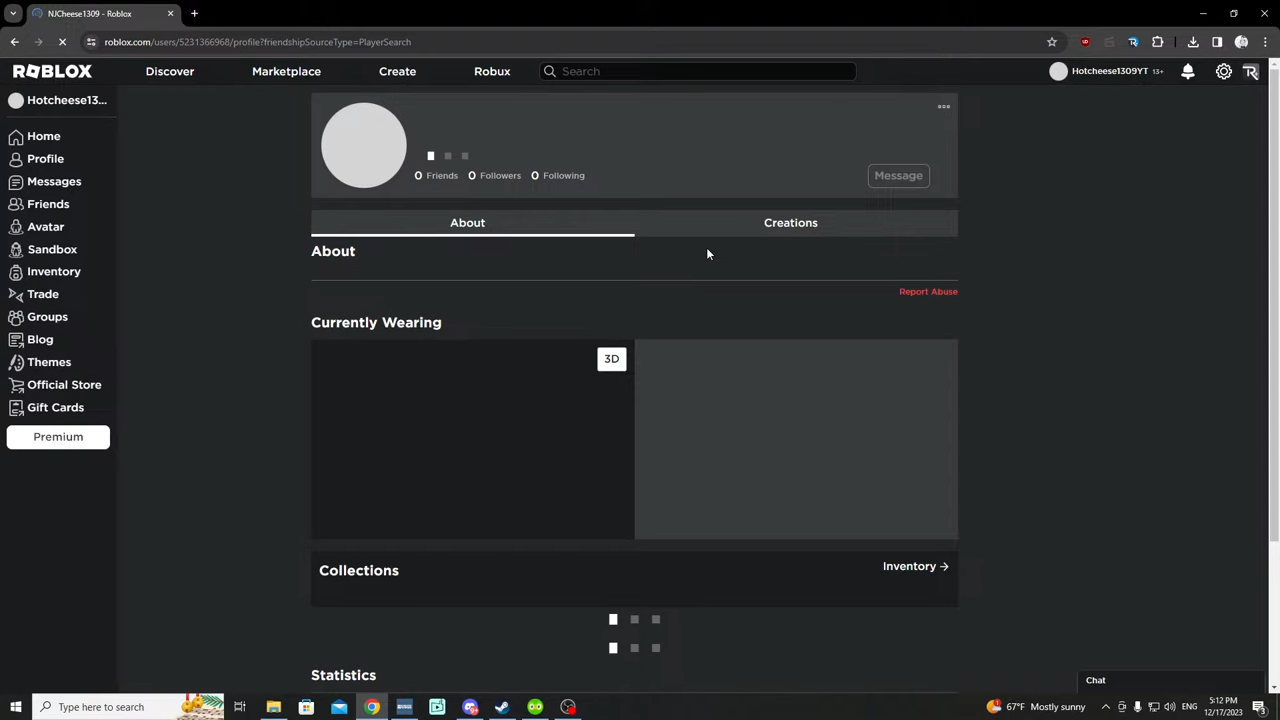 NJCheese1309 - Roblox
roblox.com/users/5231366968/profile?friendshipSourceType=PlayerSearch
ROBLOX Discover Marketplace Create Robux Search Hotcheese1309YT 13+
Hotcheese13...
Home
Profile
Messages
Friends
Avatar
Sandbox
Inventory
Trade
Groups
Blog
Themes
Official Store
Gift Cards
Premium
0 Friends 0 Followers 0 Following Message
About Creations
About
Report Abuse
Currently Wearing
3D
Collections Inventory
Statistics
Chat
Type here to search 67°F Mostly sunny ENG 5:12 PM
12/17/2023